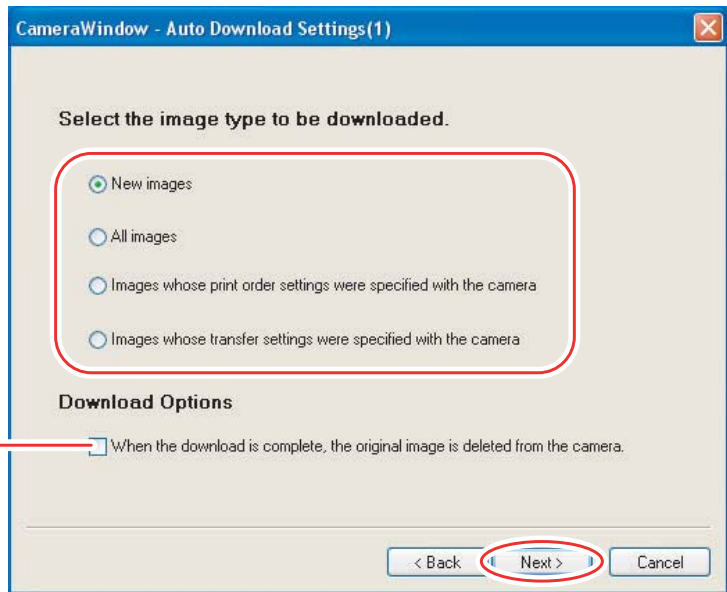 CameraWindow - Auto Download Settings(1)
Select the image type to be downloaded.
New images
All images
Images whose print order settings were specified with the camera
Images whose transfer settings were specified with the camera
Download Options
When the download is complete, the original image is deleted from the camera.
< Back
Next >
Cancel